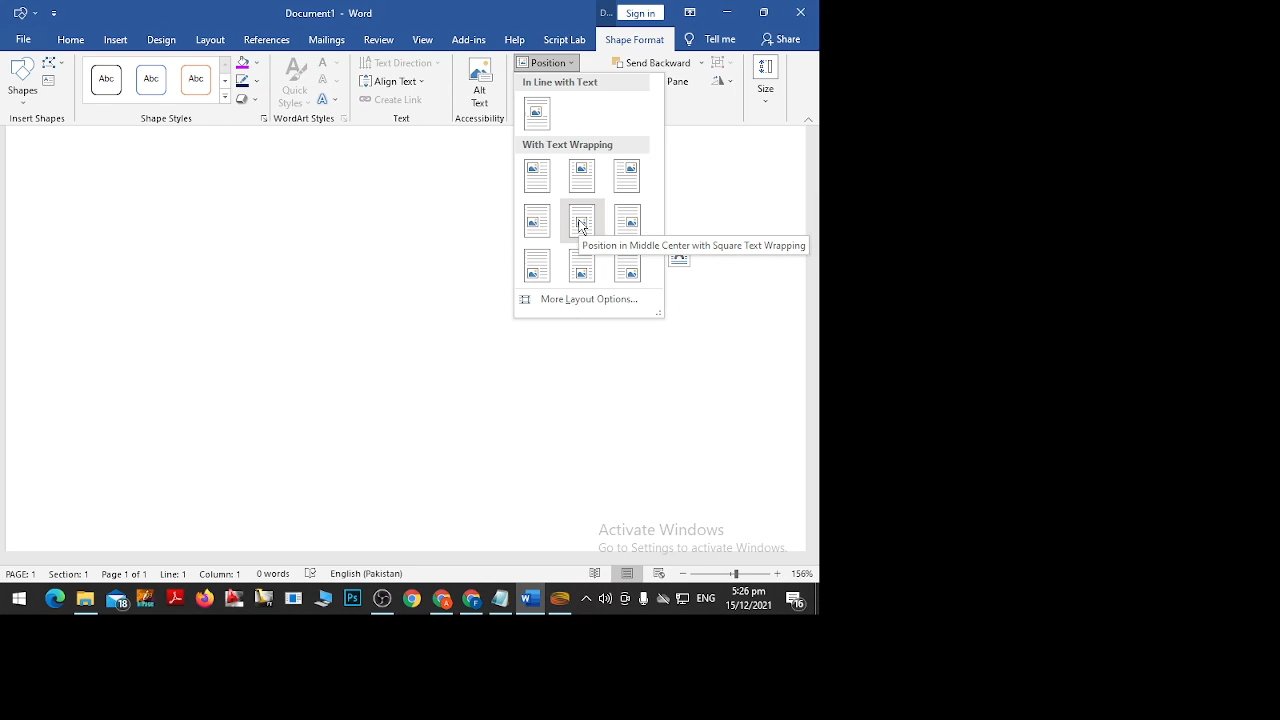 Document1 - Word
D... Sign in
File Home Insert Design Layout References Mailings Review View Add-ins Help Script Lab Shape Format Tell me Share
Shapes
Insert Shapes
Abc Abc Abc
Shape Styles
Quick
Styles
WordArt Styles
Text Direction
Align Text
Create Link
Text
Alt
Text
Accessibility
Position
Send Backward
Pane
Size
In Line with Text
With Text Wrapping
Position in Middle Center with Square Text Wrapping
More Layout Options...
Activate Windows
Go to Settings to activate Windows.
PAGE: 1 Section: 1 Page 1 of 1 Line: 1 Column: 1 0 words English (Pakistan) 156%
18
Ps
ENG
5:26 pm
15/12/2021
16